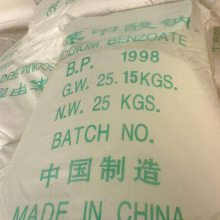 苯甲酸钠
SODIUM BENZOATE
B.P. 1998
G.W. 25.15KGS.
N.W. 25 KGS.
BATCH NO.
中国制造
MADE IN CHINA